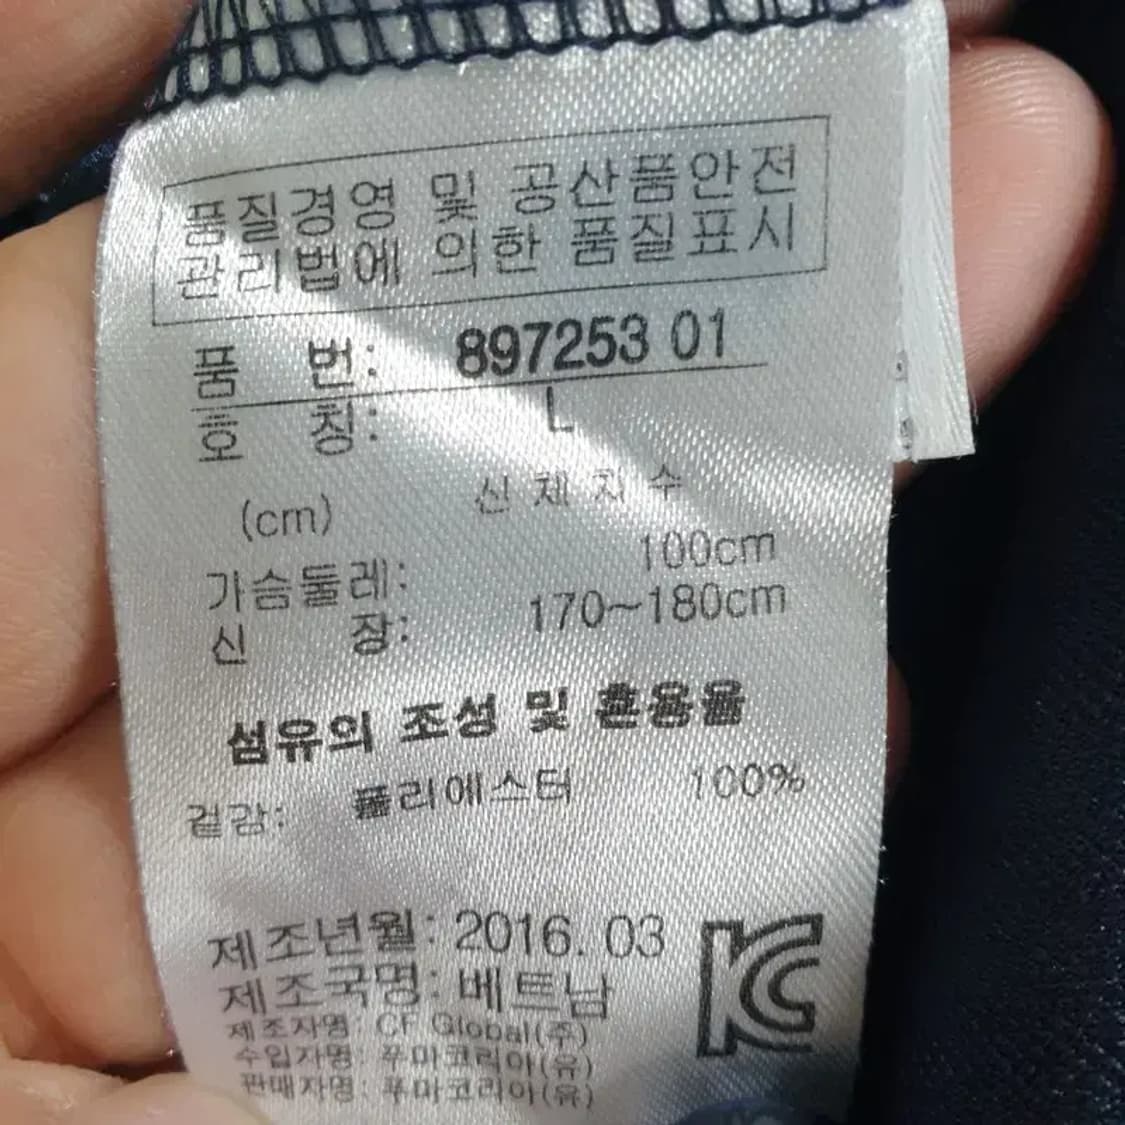 품질경영 및 공산품안전
관리법에 의한 품질표시
품 번: 897253 01
호 칭: L
(cm) 신체치수
가슴둘레: 100cm
신 장: 170~180cm
섬유의 조성 및 혼용율
겉감: 폴리에스터 100%
제조년월: 2016. 03
제조국명: 베트남
제조자명: CF Global(주)
수입자명: 푸마코리아(유)
판매자명: 푸마코리아(유)